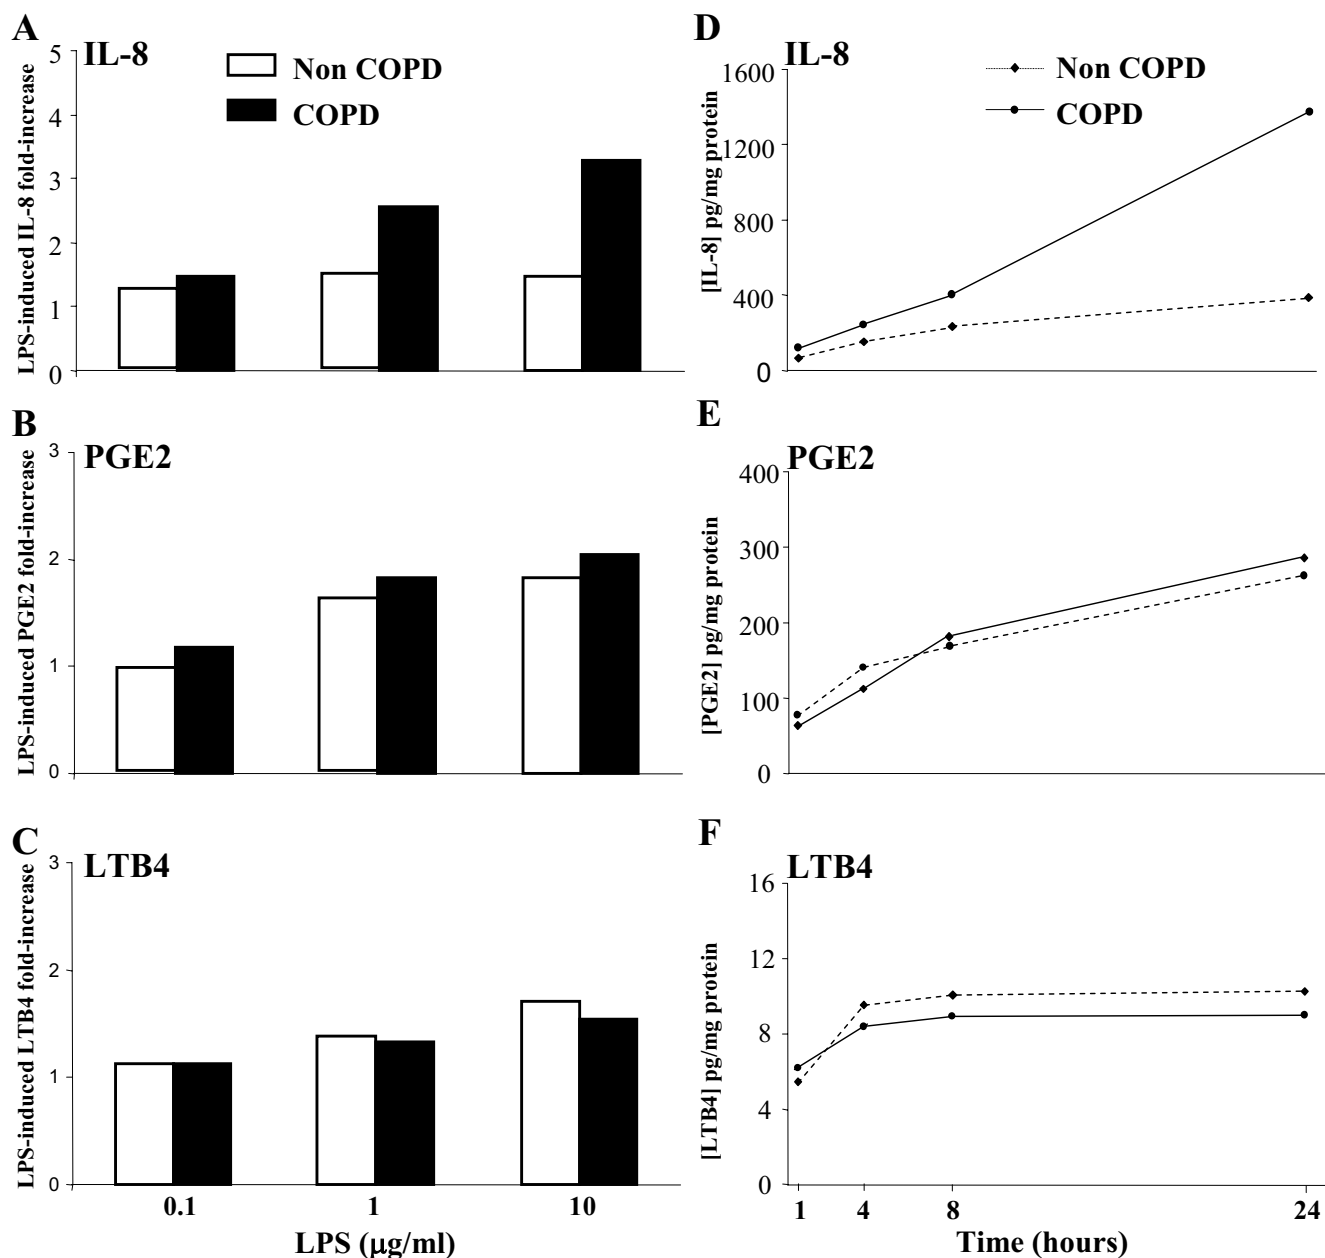 A
IL-8
Non COPD
COPD
LPS-induced IL-8 fold-increase
5
4
3
2
1
0
D
IL-8
Non COPD
COPD
[IL-8] pg/mg protein
1600
1200
800
400
0
B
PGE2
LPS-induced PGE2 fold-increase
3
2
1
0
E
PGE2
[PGE2] pg/mg protein
400
300
200
100
0
C
LTB4
LPS-induced LTB4 fold-increase
3
2
1
0
0.1 1 10
LPS (μg/ml)
F
LTB4
[LTB4] pg/mg protein
16
12
8
4
0
1 4 8 24
Time (hours)